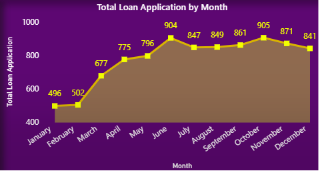 Total Loan Application by Month
Total Loan Application
1000
800
600
400
496
502
677
775
796
904
847
849
861
905
871
841
January
February
March
April
May
June
July
August
September
October
November
December
Month